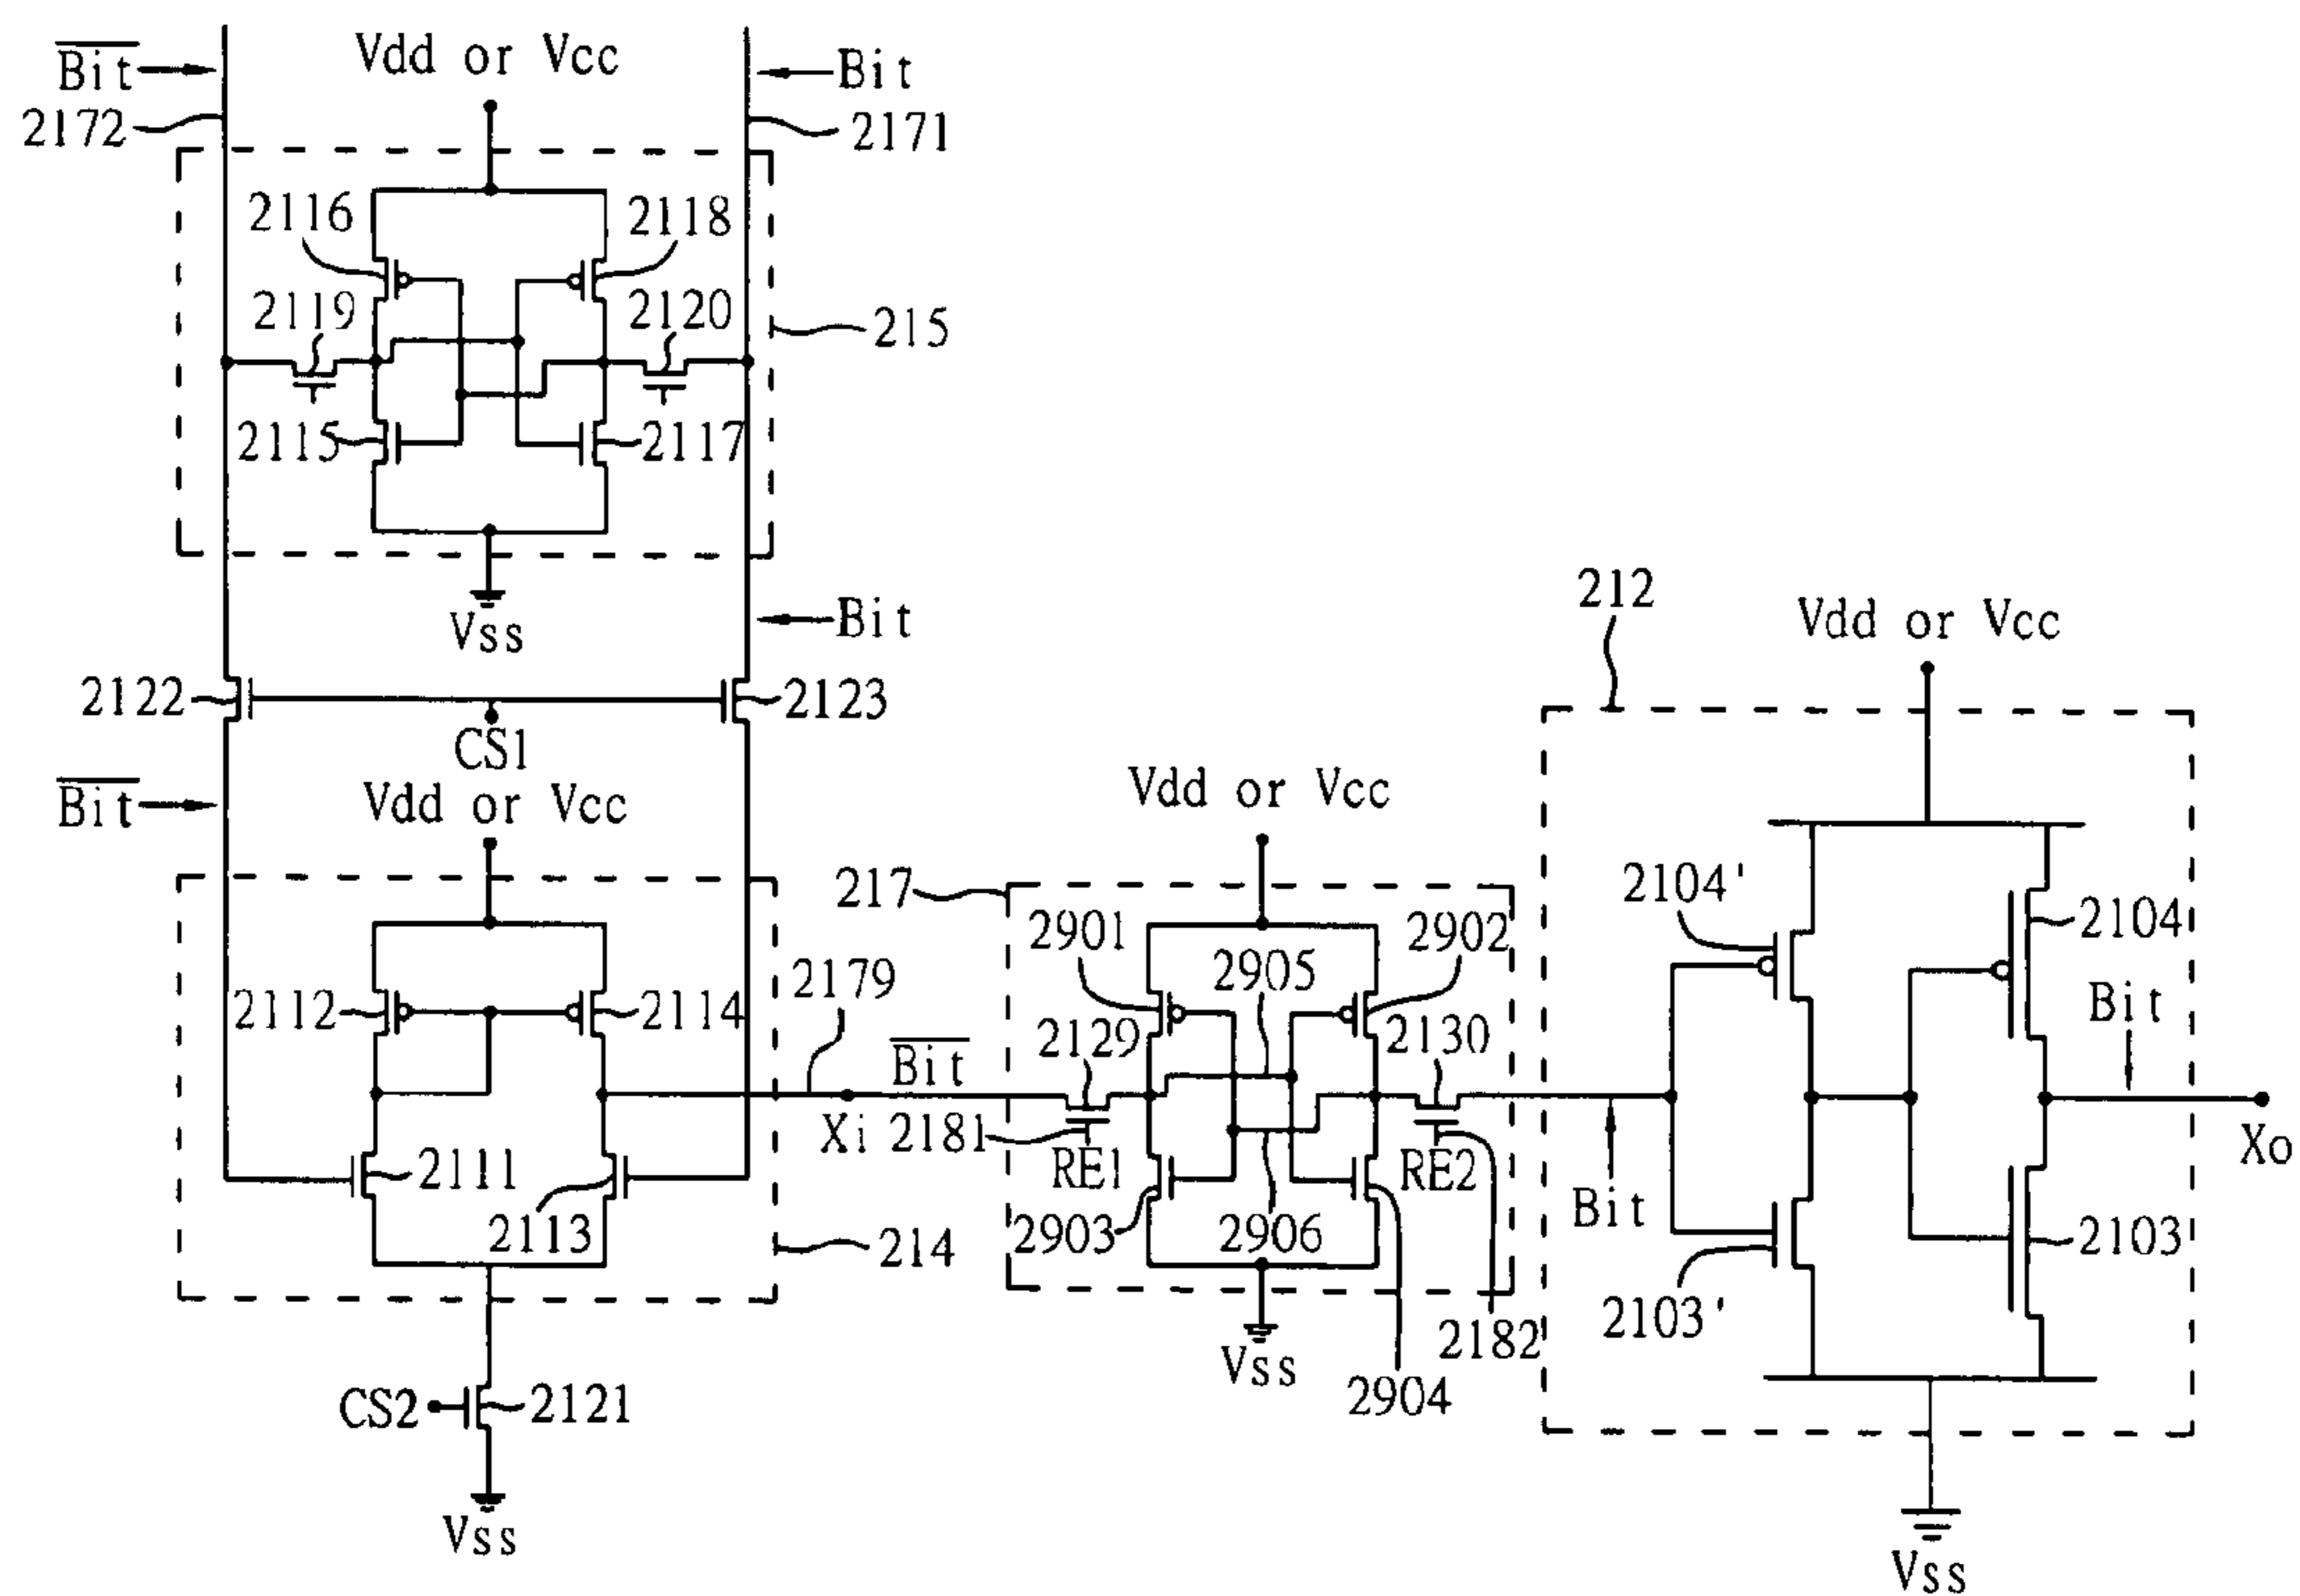 Bit
Vdd or Vcc
Bit
2172
2171
2116
2118
2119
2120
215
2115
2117
Vss
Bit
212
Vdd or Vcc
2122
2123
CS1
Bit
Vdd or Vcc
Vdd or Vcc
217
2104'
2901
2902
2104
2905
2112
2114
2179
Bit
2129
2130
Bit
Xi
2181
RE1
RE2
Xo
2111
2113
2903
2906
Bit
2103
214
2103'
2182
Vss
2904
CS2
2121
Vss
Vss